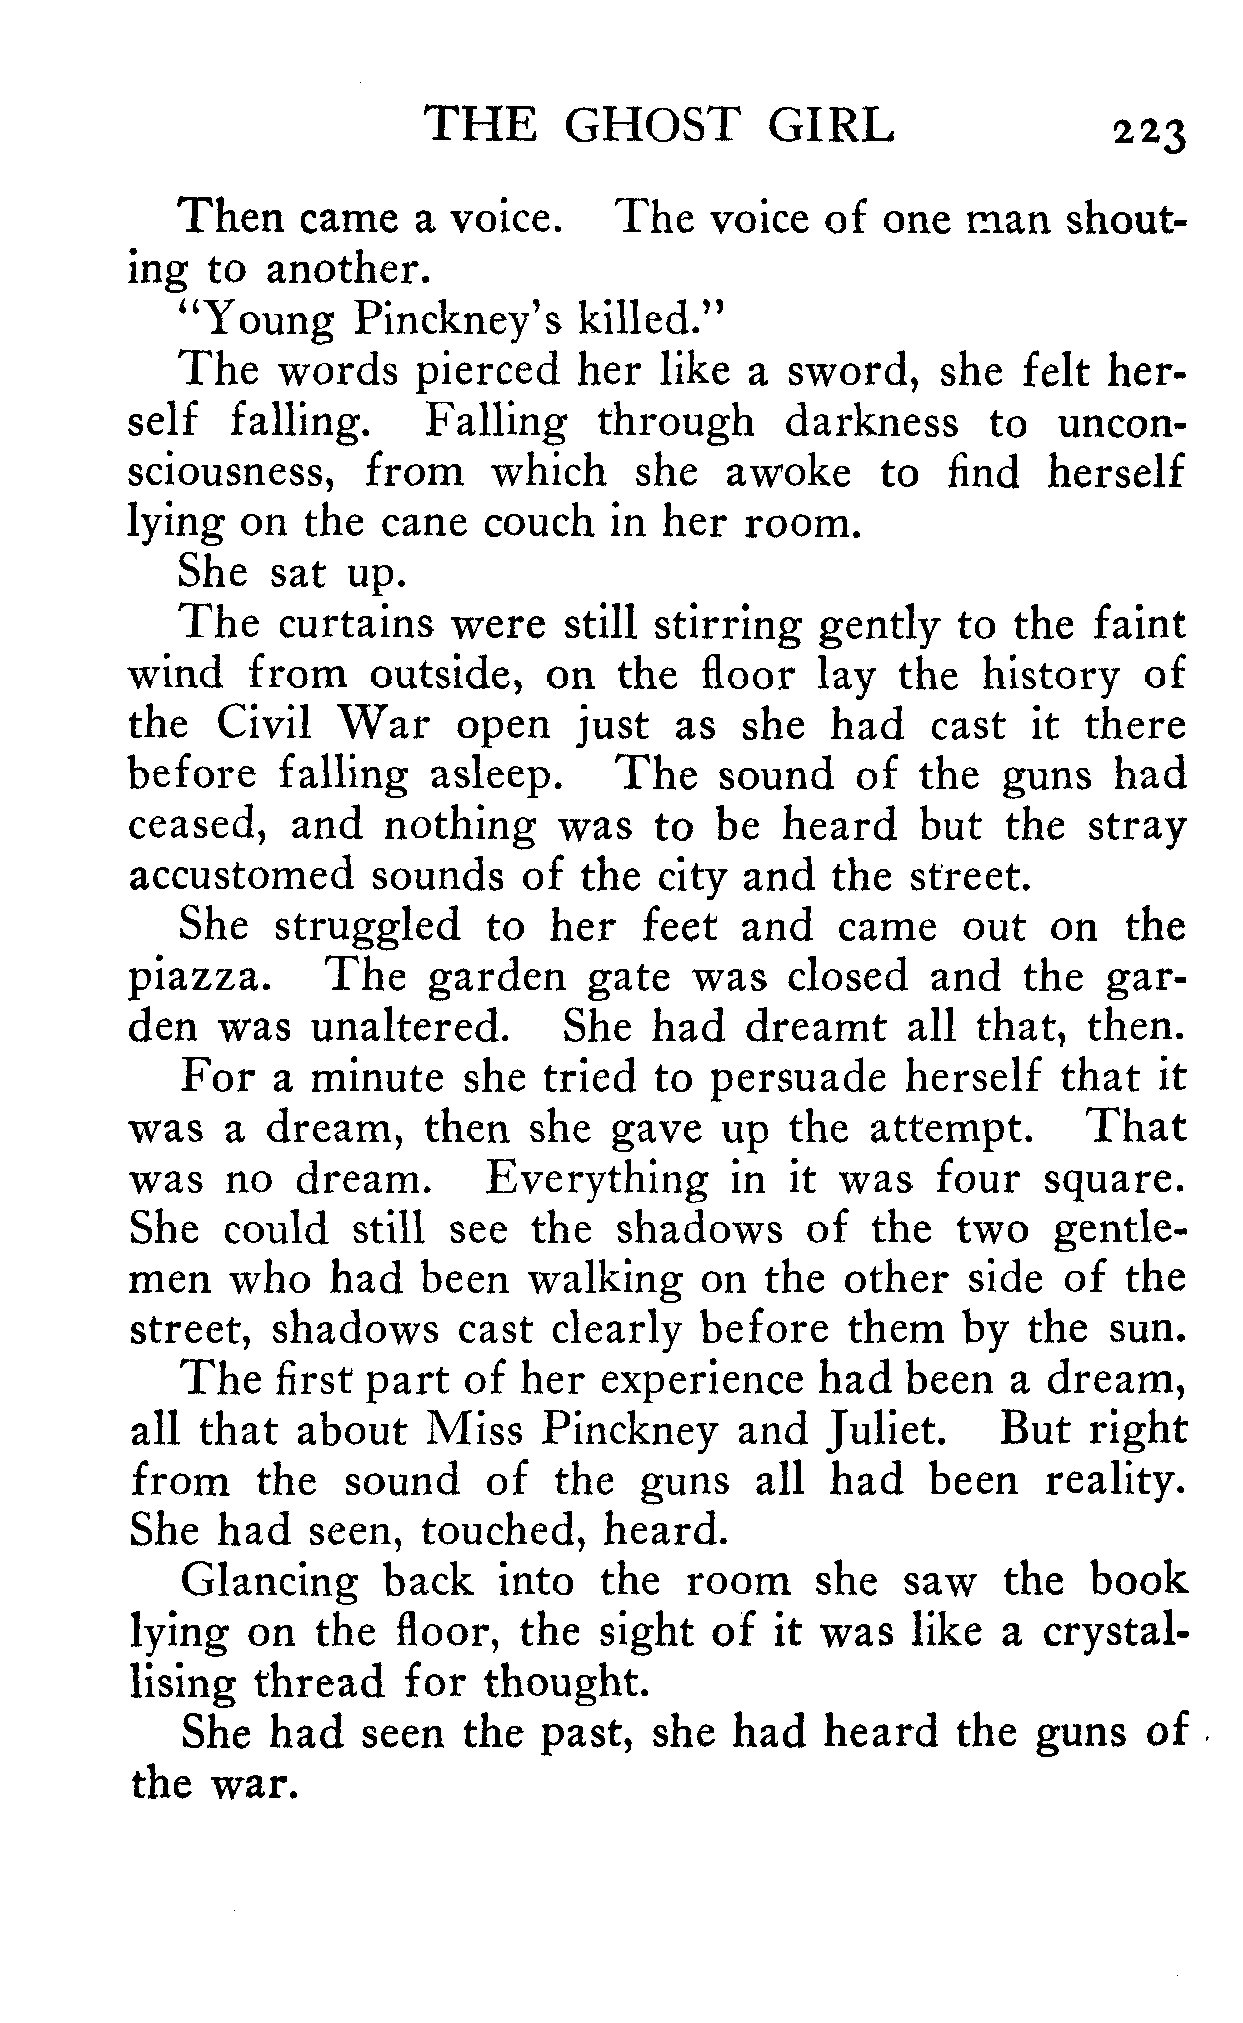 THE GHOST GIRL 223
Then came a voice. The voice of one man shout-
ing to another.
"Young Pinckney's killed."
The words pierced her like a sword, she felt her-
self falling. Falling through darkness to uncon-
sciousness, from which she awoke to find herself
lying on the cane couch in her room.
She sat up.
The curtains were still stirring gently to the faint
wind from outside, on the floor lay the history of
the Civil War open just as she had cast it there
before falling asleep. The sound of the guns had
ceased, and nothing was to be heard but the stray
accustomed sounds of the city and the street.
She struggled to her feet and came out on the
piazza. The garden gate was closed and the gar-
den was unaltered. She had dreamt all that, then.
For a minute she tried to persuade herself that it
was a dream, then she gave up the attempt. That
was no dream. Everything in it was four square.
She could still see the shadows of the two gentle-
men who had been walking on the other side of the
street, shadows cast clearly before them by the sun.
The first part of her experience had been a dream,
all that about Miss Pinckney and Juliet. But right
from the sound of the guns all had been reality.
She had seen, touched, heard.
Glancing back into the room she saw the book
lying on the floor, the sight of it was like a crystal-
lising thread for thought.
She had seen the past, she had heard the guns of
the war.